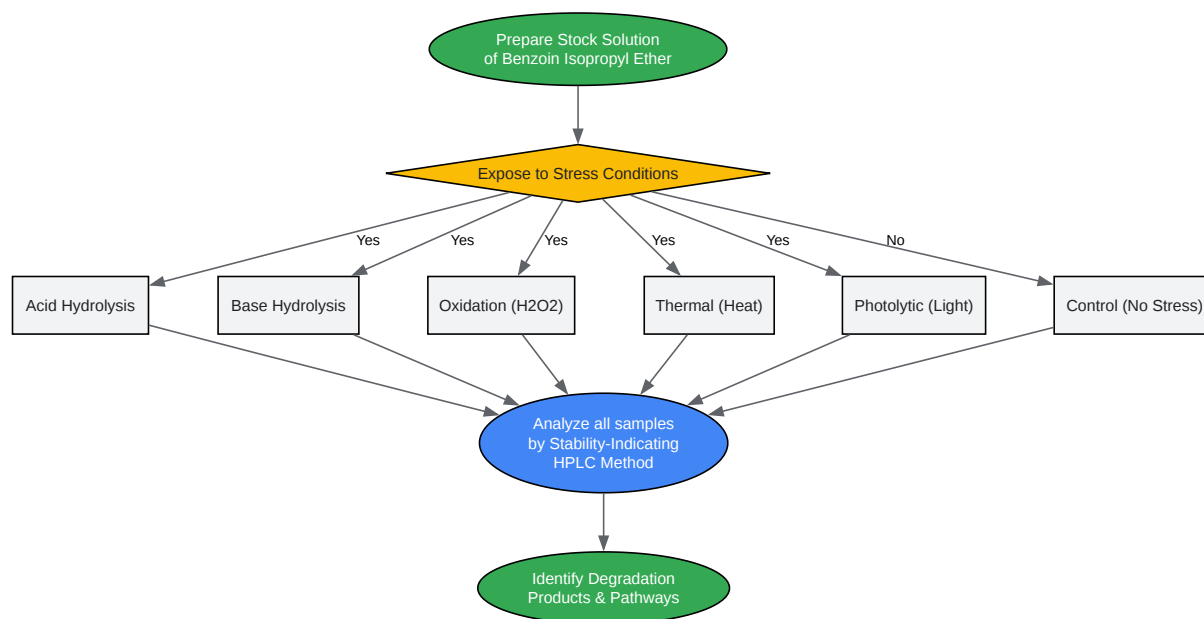 Prepare Stock Solution
of Benzoin Isopropyl Ether
Expose to Stress Conditions
Yes
Yes
Yes
Yes
Yes
No
Acid Hydrolysis
Base Hydrolysis
Oxidation (H2O2)
Thermal (Heat)
Photolytic (Light)
Control (No Stress)
Analyze all samples
by Stability-Indicating
HPLC Method
Identify Degradation
Products & Pathways